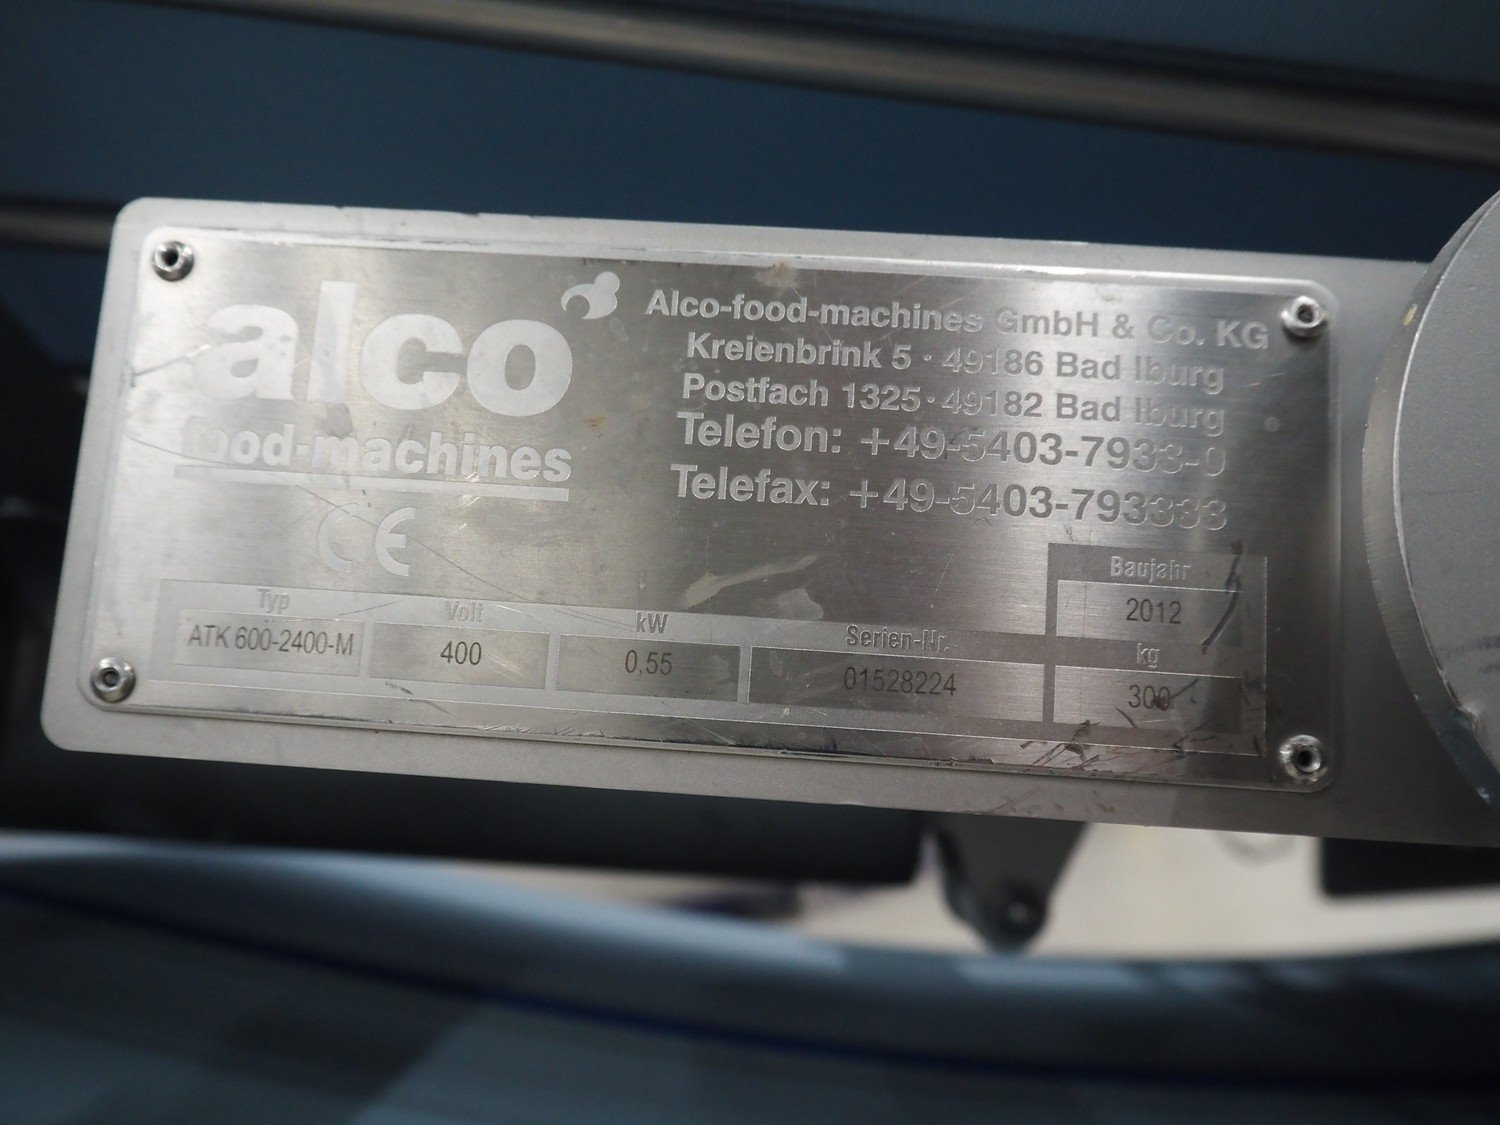 alco
food-machines
CE
Alco-food-machines GmbH & Co. KG
Kreienbrink 5 · 49186 Bad Iburg
Postfach 1325 · 49182 Bad Iburg
Telefon: +49-5403-7933-0
Telefax: +49-5403-793333
Baujahr
2012
Typ Volt kW Serien-Nr. kg
ATK 600-2400-M 400 0,55 01528224 300